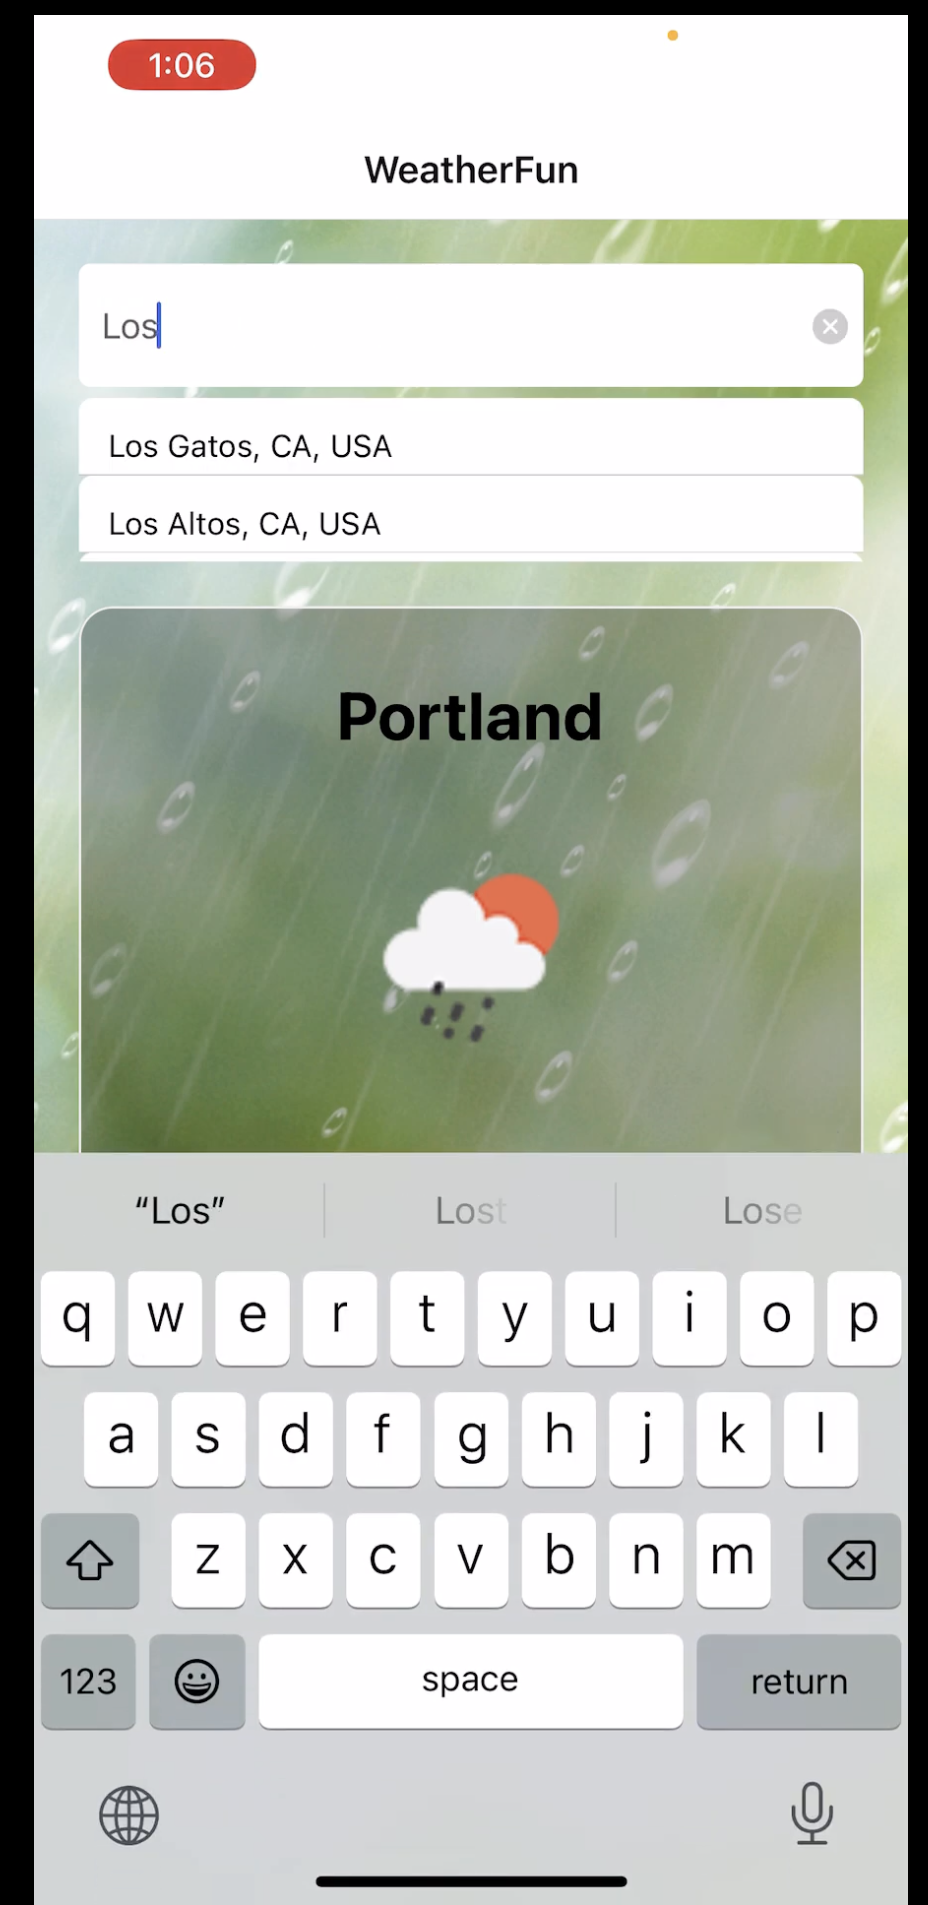 1:06
WeatherFun
Los
Los Gatos, CA, USA
Los Altos, CA, USA
Portland
“Los” Lost Lose
q w e r t y u i o p
a s d f g h j k l
z x c v b n m
123 space return